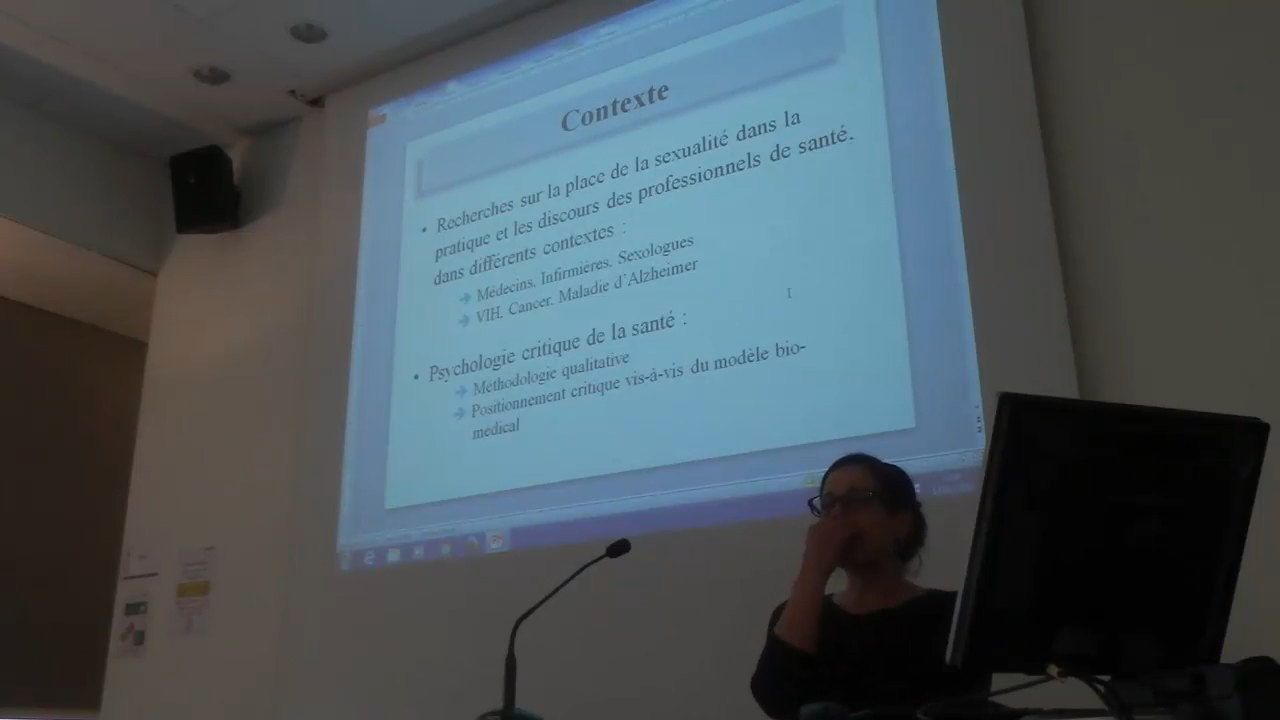 Contexte
• Recherches sur la place de la sexualité dans la
pratique et les discours des professionnels de santé.
dans différents contextes :
Médecins, Infirmières, Sexologues
VIH, Cancer, Maladie d´Alzheimer
• Psychologie critique de la santé :
Méthodologie qualitative
Positionnement critique vis-à-vis du modèle bio-
medical